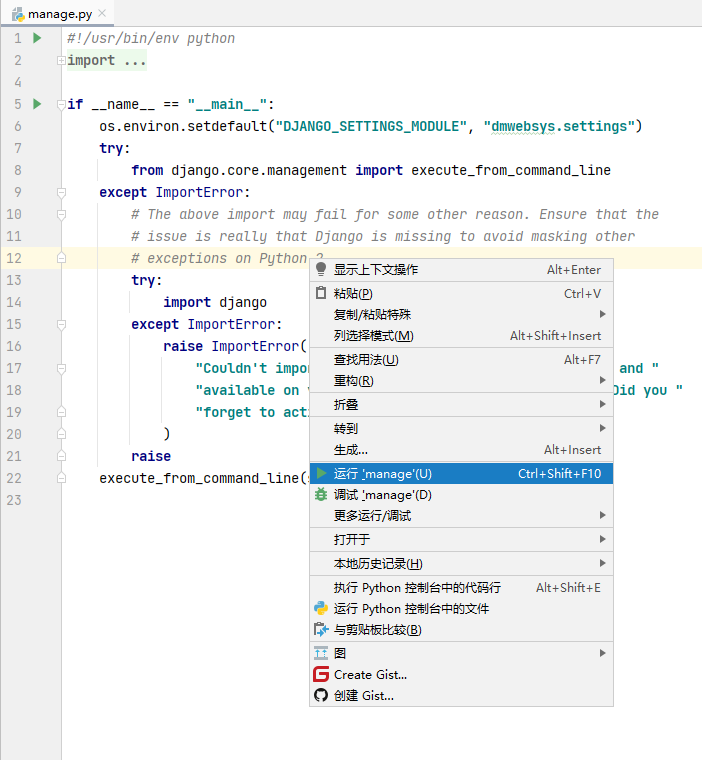 manage.py
1 #!/usr/bin/env python
2 import ...
4
5 if __name__ == "__main__":
6 os.environ.setdefault("DJANGO_SETTINGS_MODULE", "dmwebsys.settings")
7 try:
8 from django.core.management import execute_from_command_line
9 except ImportError:
10 # The above import may fail for some other reason. Ensure that the
11 # issue is really that Django is missing to avoid masking other
12 # exceptions on Python 2
13 try:
14 import django
15 except ImportError:
16 raise ImportError(
17 "Couldn't impo and "
18 "available on Did you "
19 "forget to acti
20 )
21 raise
22 execute_from_command_line(
23
显示上下文操作 Alt+Enter
粘贴(P) Ctrl+V
复制/粘贴特殊
列选择模式(M) Alt+Shift+Insert
查找用法(U) Alt+F7
重构(R)
折叠
转到
生成... Alt+Insert
运行 'manage'(U) Ctrl+Shift+F10
调试 'manage'(D)
更多运行/调试
打开于
本地历史记录(H)
执行 Python 控制台中的代码行 Alt+Shift+E
运行 Python 控制台中的文件
与剪贴板比较(B)
图
Create Gist...
创建 Gist...